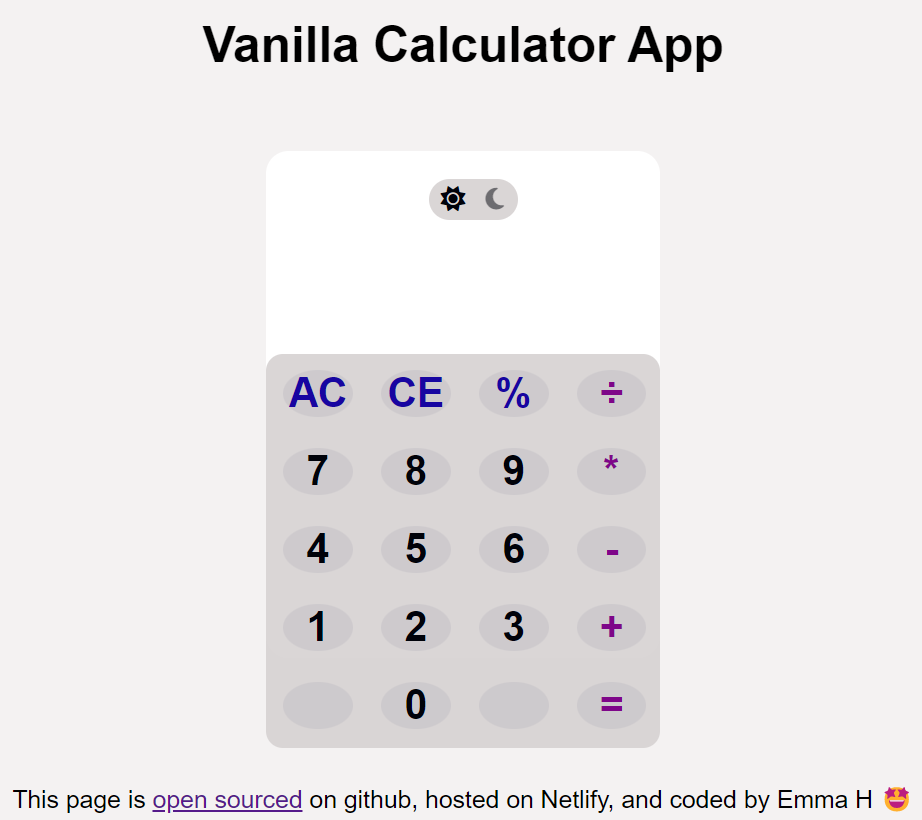 Vanilla Calculator App
AC CE % ÷
7 8 9 *
4 5 6 -
1 2 3 +
0 =
This page is open sourced on github, hosted on Netlify, and coded by Emma H 🤩